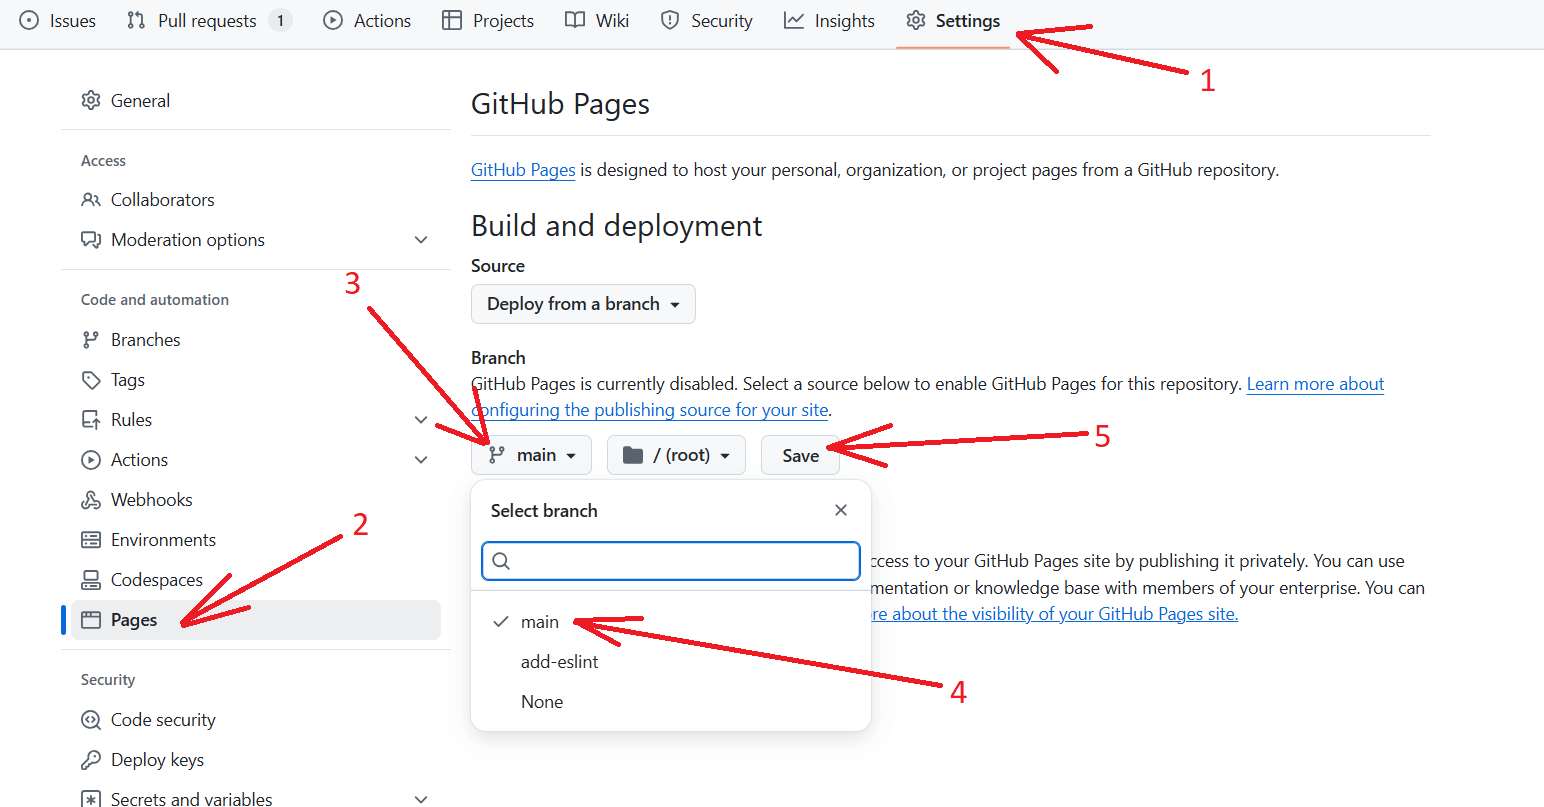 Issues Pull requests 1 Actions Projects Wiki Security Insights Settings
1
General
Access
Collaborators
Moderation options
Code and automation
Branches
Tags
Rules
Actions
Webhooks
Environments
Codespaces
Pages
2
Security
Code security
Deploy keys
Secrets and variables
GitHub Pages
GitHub Pages is designed to host your personal, organization, or project pages from a GitHub repository.
Build and deployment
Source
Deploy from a branch
3
Branch
GitHub Pages is currently disabled. Select a source below to enable GitHub Pages for this repository. Learn more about
configuring the publishing source for your site.
main / (root) Save
5
Select branch
main
4
add-eslint
None
ccess to your GitHub Pages site by publishing it privately. You can use
mentation or knowledge base with members of your enterprise. You can
re about the visibility of your GitHub Pages site.